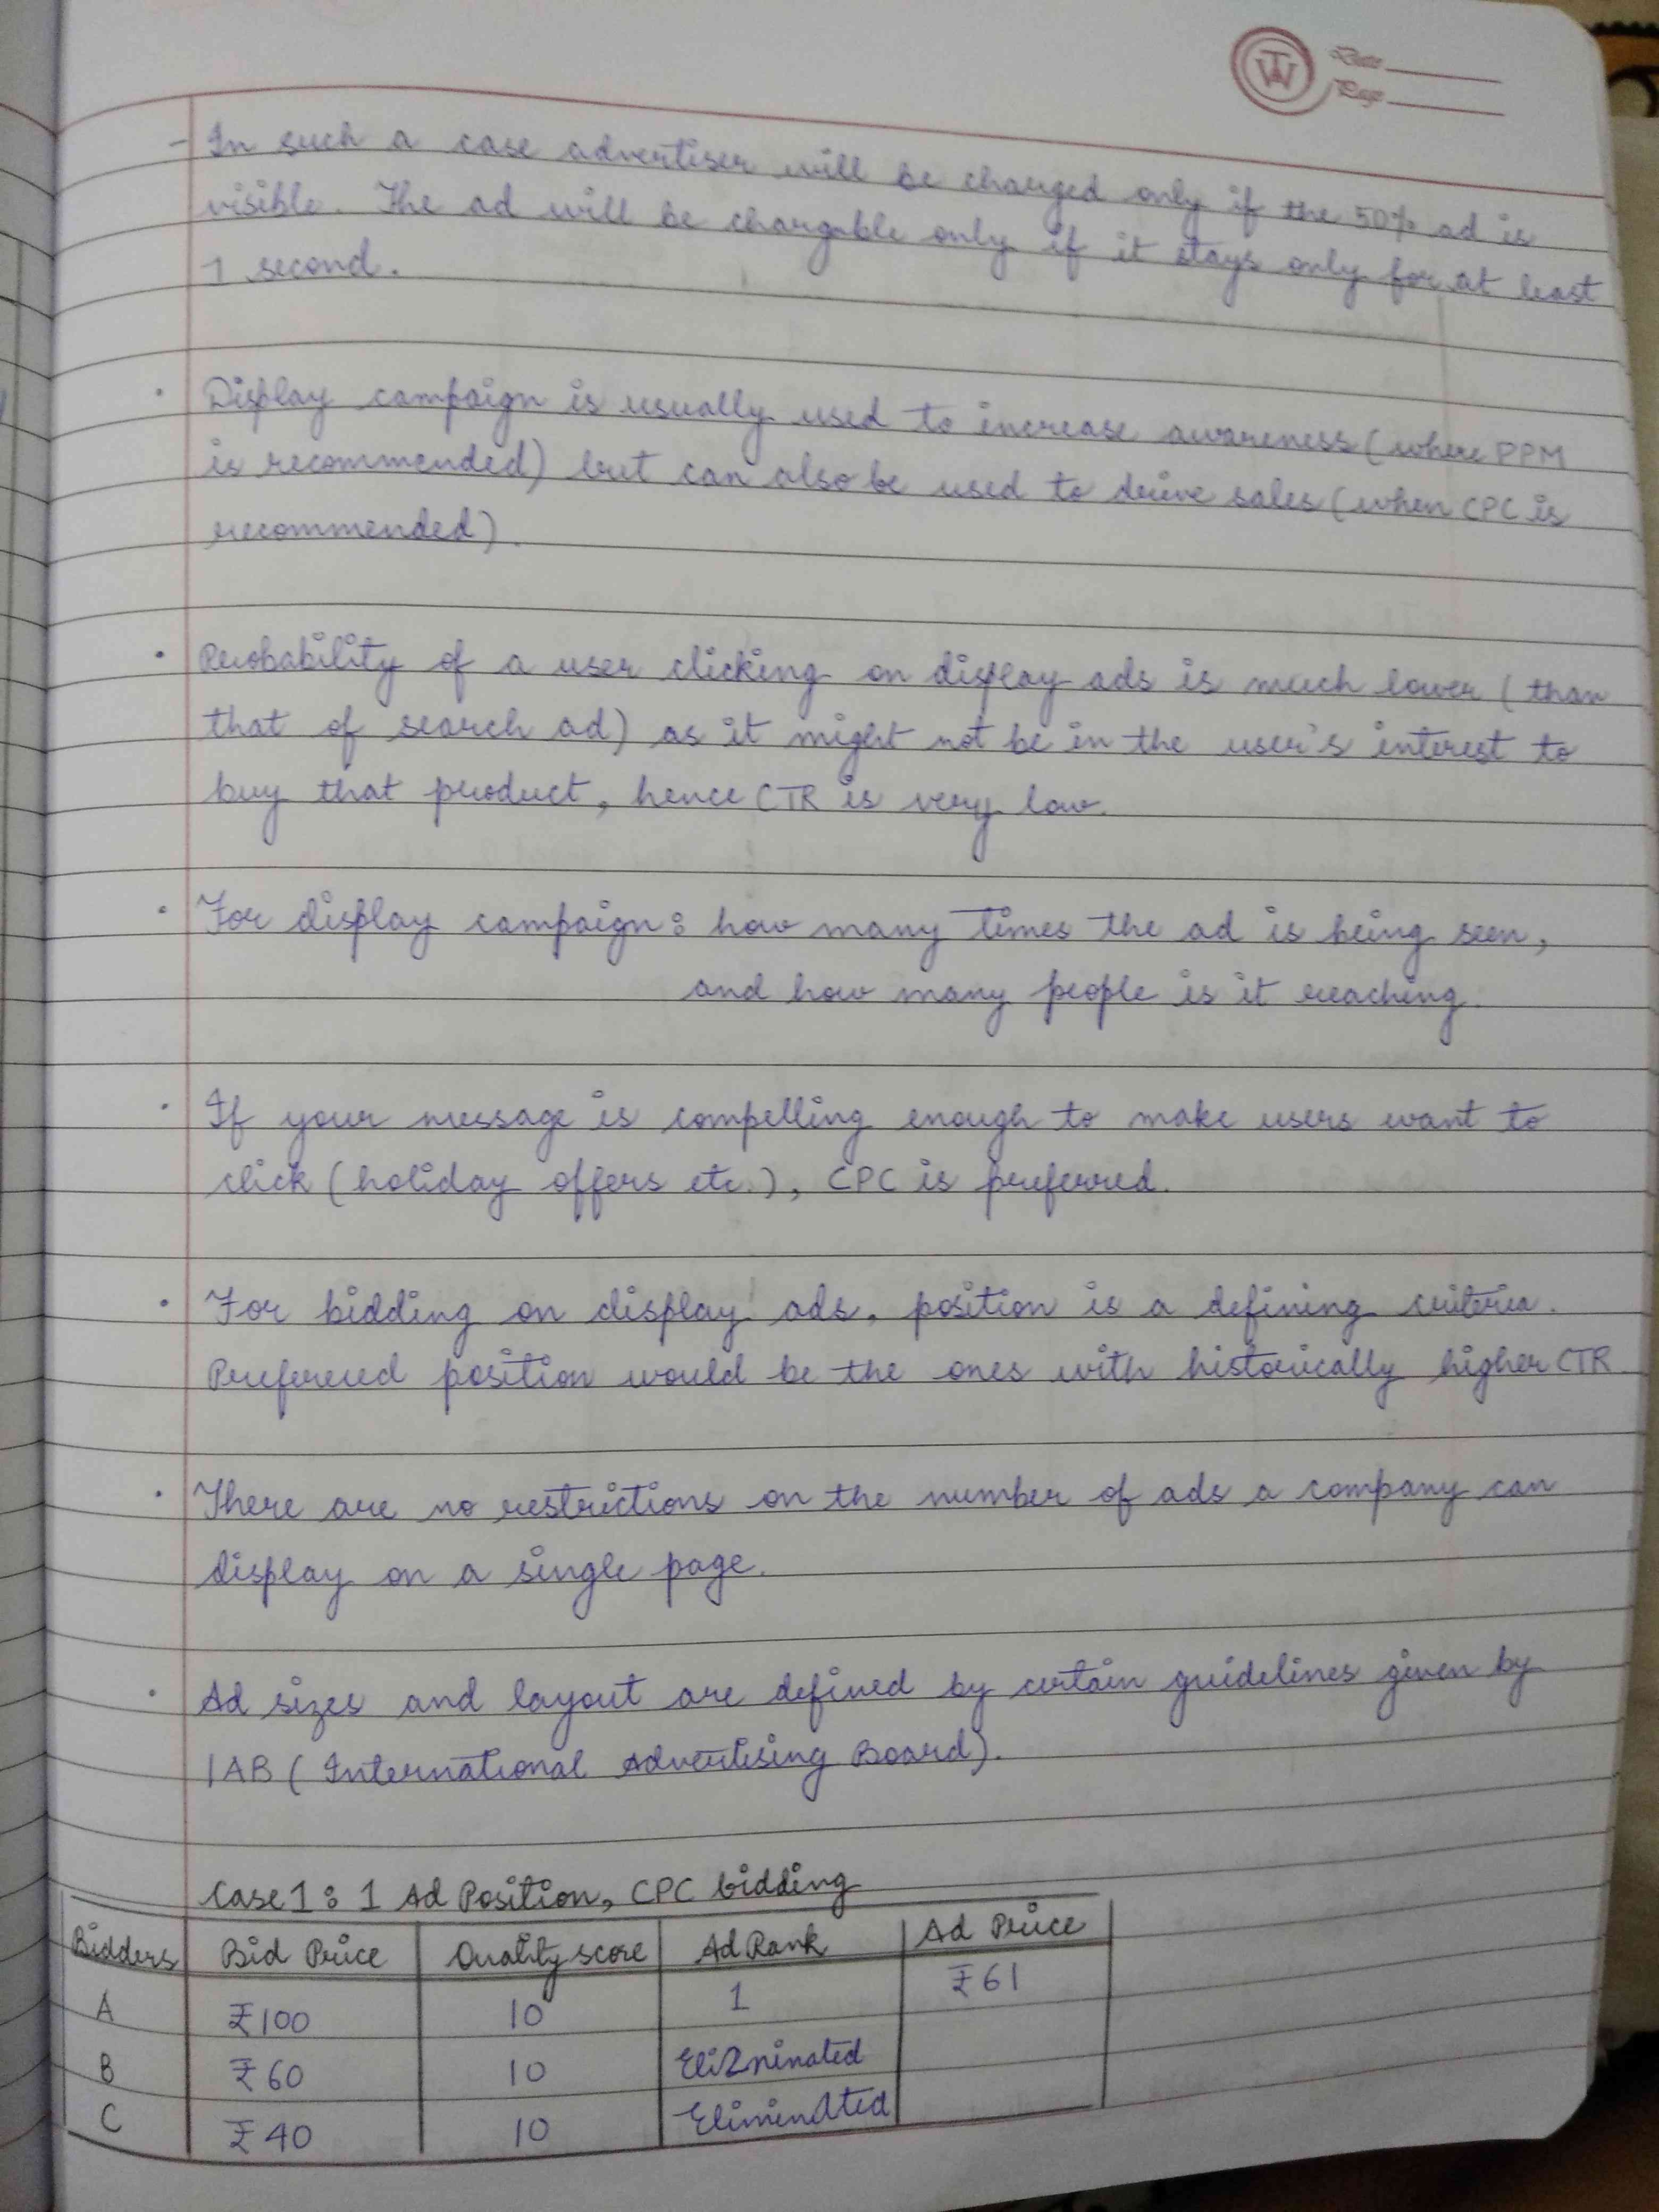 TW
Date
Page
- In such a case advertiser will be charged only if the 50% ad is
visible. The ad will be chargable only if it stays only for at least
1 second.
• Display campaign is usually used to increase awareness (where PPM
is recommended) but can also be used to drive sales (when CPC is
recommended).
• Probability of a user clicking on display ads is much lower (than
that of search ad) as it might not be in the user's interest to
buy that product, hence CTR is very low.
• For display campaign: how many times the ad is being seen,
and how many people is it reaching.
• If your message is compelling enough to make users want to
click (holiday offers etc.), CPC is preferred.
• For bidding on display ads, position is a defining criteria.
Preferred position would be the ones with historically higher CTR
• There are no restrictions on the number of ads a company can
display on a single page.
• Ad sizes and layout are defined by certain guidelines given by
IAB (International Advertising Board).
Case 1: 1 Ad Position, CPC bidding
Bidders Bid Price Quality score Ad Rank Ad Price
A ₹100 10 1 ₹61
B ₹60 10 Eliminated
C ₹40 10 Eliminated